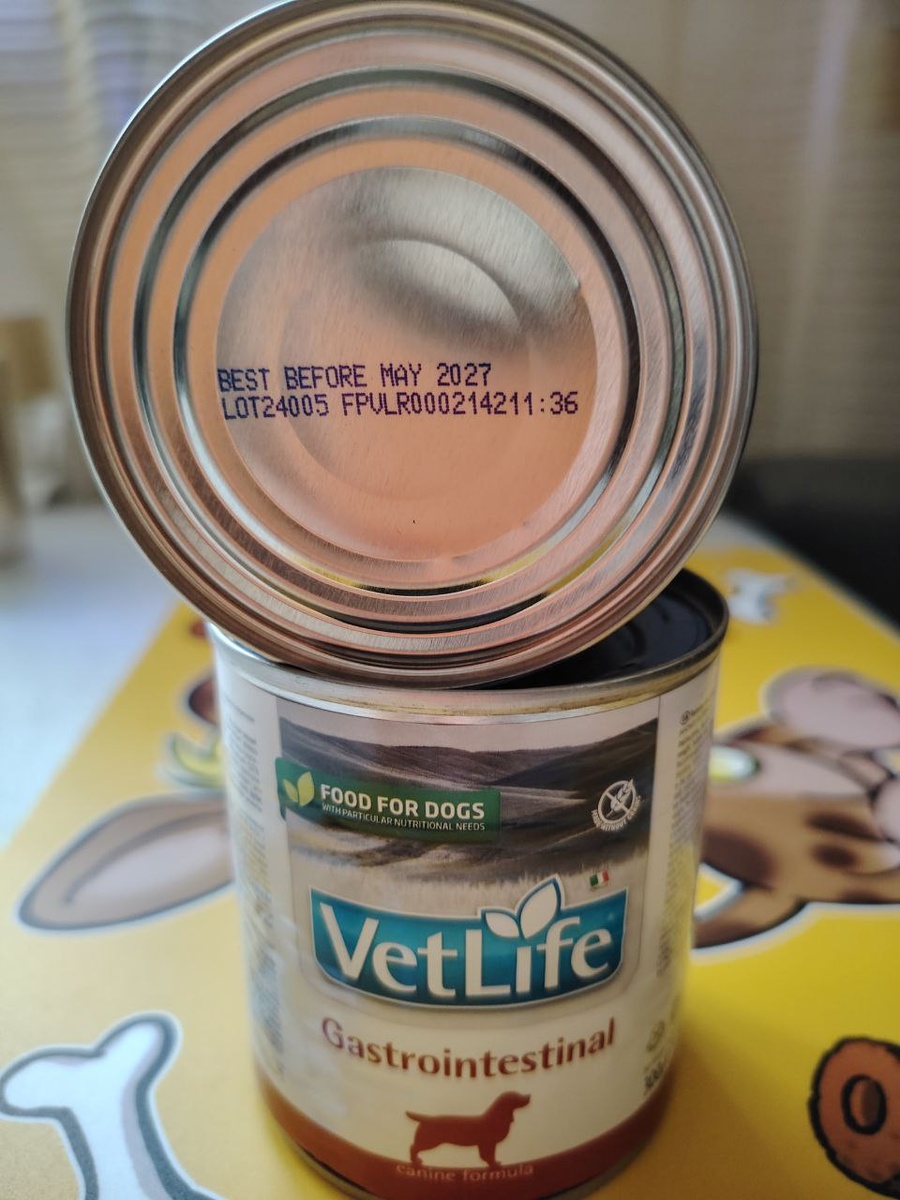 BEST BEFORE MAY 2027
LOT24005 FPVLR000214211:36
FOOD FOR DOGS
WITH PARTICULAR NUTRITIONAL NEEDS
VetLife
Gastrointestinal
canine formula